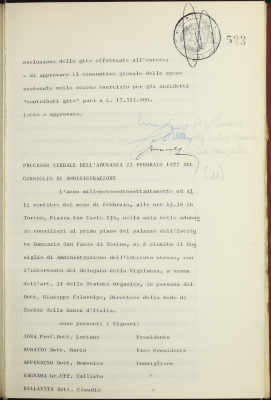 523
esclusione delle gite effettuate all'estero;
- di approvare il consuntivo globale delle spese
sostenute nello scorso esercizio per gli anzidetti
"contributi gite" pari a L. 17.325.000.
Letto e approvato.
PROCESSO VERBALE DELL'ADUNANZA 23 FEBBRAIO 1977 DEL
CONSIGLIO DI AMMINISTRAZIONE
L'anno millenovecentosettantasette ed al
li ventitre del mese di febbraio, alle ore 15.30 in
Torino, Piazza San Carlo 156, nella sala delle adunan
ze consiliari al primo piano del palazzo dell'Istitu
to Bancario San Paolo di Torino, si è riunito il Con
siglio di Amministrazione dell'Istituto stesso, con
l'intervento del Delegato della Vigilanza, a norma
dell'art. 21 dello Statuto Organico, in persona del
Dott. Giuseppe Colavolpe, Direttore della Sede di
Torino della Banca d'Italia.
Sono presenti i Signori:
JONA Prof.Dott. Luciano Presidente
BUSATTO Dott. Mario Vice Presidente
APPENDINO Dott. Domenico Consigliere
BAGNARA Gr.Uff. Callisto "
BELLAVITA Dott. Claudio "